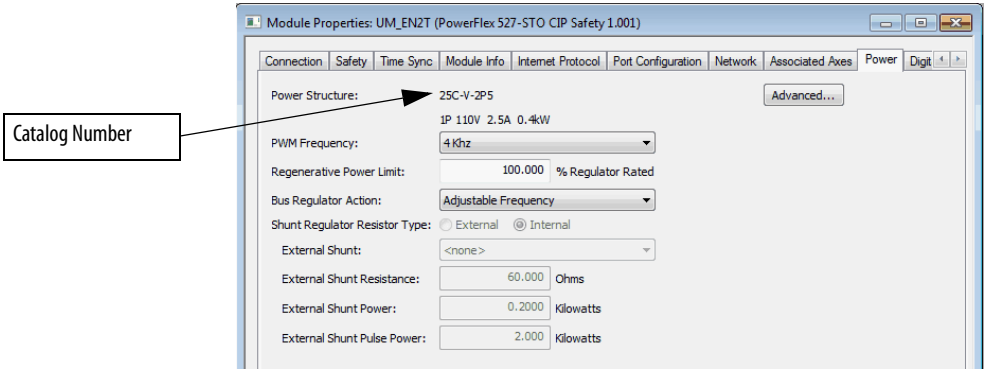 Module Properties: UM_EN2T (PowerFlex 527-STO CIP Safety 1.001)
Connection Safety Time Sync Module Info Internet Protocol Port Configuration Network Associated Axes Power Digit
Power Structure: 25C-V-2P5 Advanced...
1P 110V 2.5A 0.4kW
Catalog Number
PWM Frequency: 4 Khz
Regenerative Power Limit: 100.000 % Regulator Rated
Bus Regulator Action: Adjustable Frequency
Shunt Regulator Resistor Type: External Internal
External Shunt: <none>
External Shunt Resistance: 60.000 Ohms
External Shunt Power: 0.2000 Kilowatts
External Shunt Pulse Power: 2.000 Kilowatts